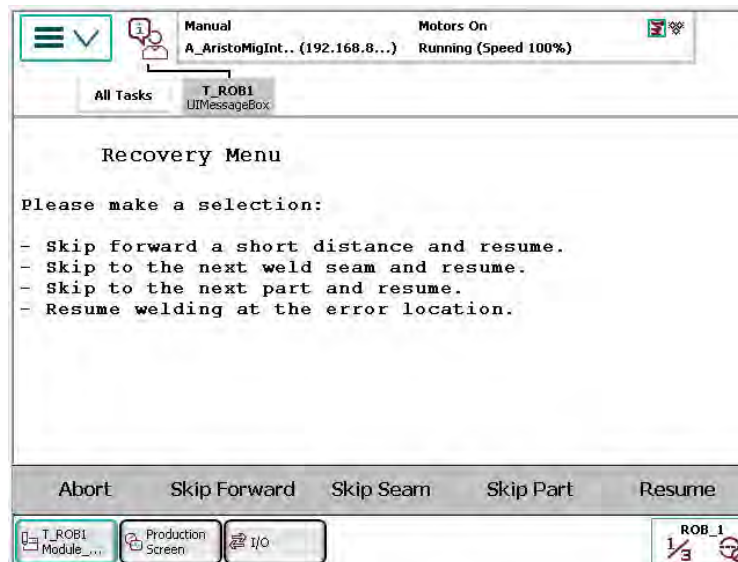 Manual
Motors On
A_AristoMigInt.. (192.168.8...)
Running (Speed 100%)
All Tasks
T_ROB1
UIMessageBox
Recovery Menu
Please make a selection:
- Skip forward a short distance and resume.
- Skip to the next weld seam and resume.
- Skip to the next part and resume.
- Resume welding at the error location.
Abort
Skip Forward
Skip Seam
Skip Part
Resume
T_ROB1
Module_...
Production
Screen
I/O
ROB_1
1/3